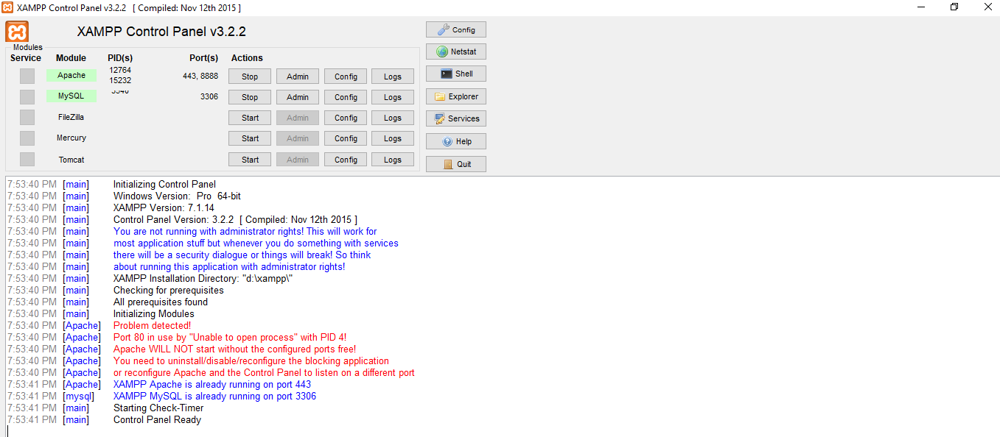 XAMPP Control Panel v3.2.2 [ Compiled: Nov 12th 2015 ]
XAMPP Control Panel v3.2.2
Config
Modules
Service Module PID(s) Port(s) Actions
Netstat
Apache 12764 15232 443, 8888 Stop Admin Config Logs
Shell
MySQL 3306 Stop Admin Config Logs
Explorer
FileZilla Start Admin Config Logs
Services
Mercury Start Admin Config Logs
Help
Tomcat Start Admin Config Logs
Quit
7:53:40 PM [main] Initializing Control Panel
7:53:40 PM [main] Windows Version: Pro 64-bit
7:53:40 PM [main] XAMPP Version: 7.1.14
7:53:40 PM [main] Control Panel Version: 3.2.2 [ Compiled: Nov 12th 2015 ]
7:53:40 PM [main] You are not running with administrator rights! This will work for
7:53:40 PM [main] most application stuff but whenever you do something with services
7:53:40 PM [main] there will be a security dialogue or things will break! So think
7:53:40 PM [main] about running this application with administrator rights!
7:53:40 PM [main] XAMPP Installation Directory: "d:\xampp\"
7:53:40 PM [main] Checking for prerequisites
7:53:40 PM [main] All prerequisites found
7:53:40 PM [main] Initializing Modules
7:53:40 PM [Apache] Problem detected!
7:53:40 PM [Apache] Port 80 in use by "Unable to open process" with PID 4!
7:53:40 PM [Apache] Apache WILL NOT start without the configured ports free!
7:53:40 PM [Apache] You need to uninstall/disable/reconfigure the blocking application
7:53:40 PM [Apache] or reconfigure Apache and the Control Panel to listen on a different port
7:53:41 PM [Apache] XAMPP Apache is already running on port 443
7:53:41 PM [mysql] XAMPP MySQL is already running on port 3306
7:53:41 PM [main] Starting Check-Timer
7:53:41 PM [main] Control Panel Ready